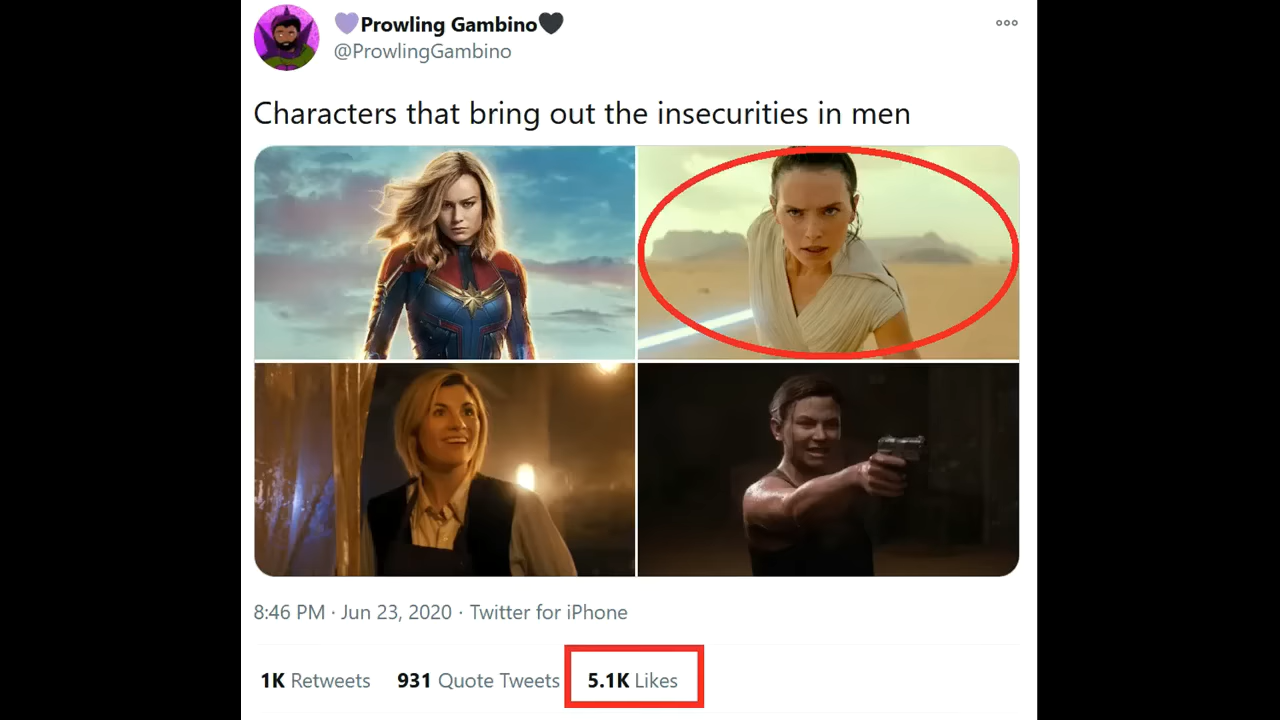 💜Prowling Gambino🖤
@ProwlingGambino
Characters that bring out the insecurities in men
8:46 PM · Jun 23, 2020 · Twitter for iPhone
1K Retweets 931 Quote Tweets 5.1K Likes